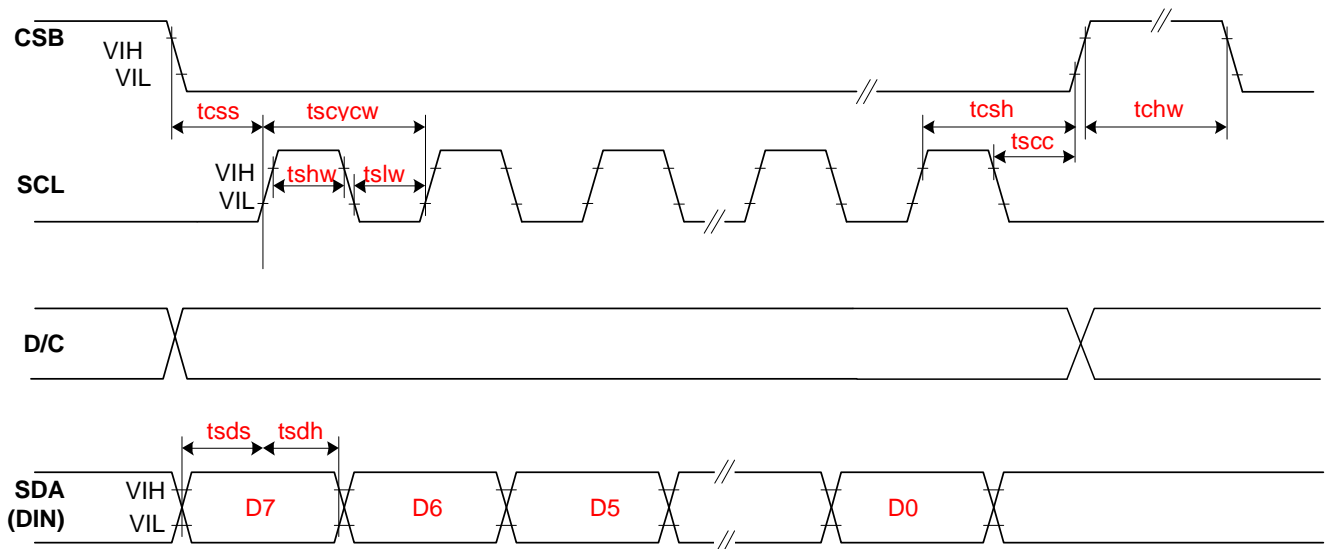 CSB
VIH
VIL
tcss
tscycw
tcsh
tchw
tscc
SCL
VIH
VIL
tshw
tslw
D/C
tsds
tsdh
SDA
(DIN)
VIH
VIL
D7
D6
D5
D0